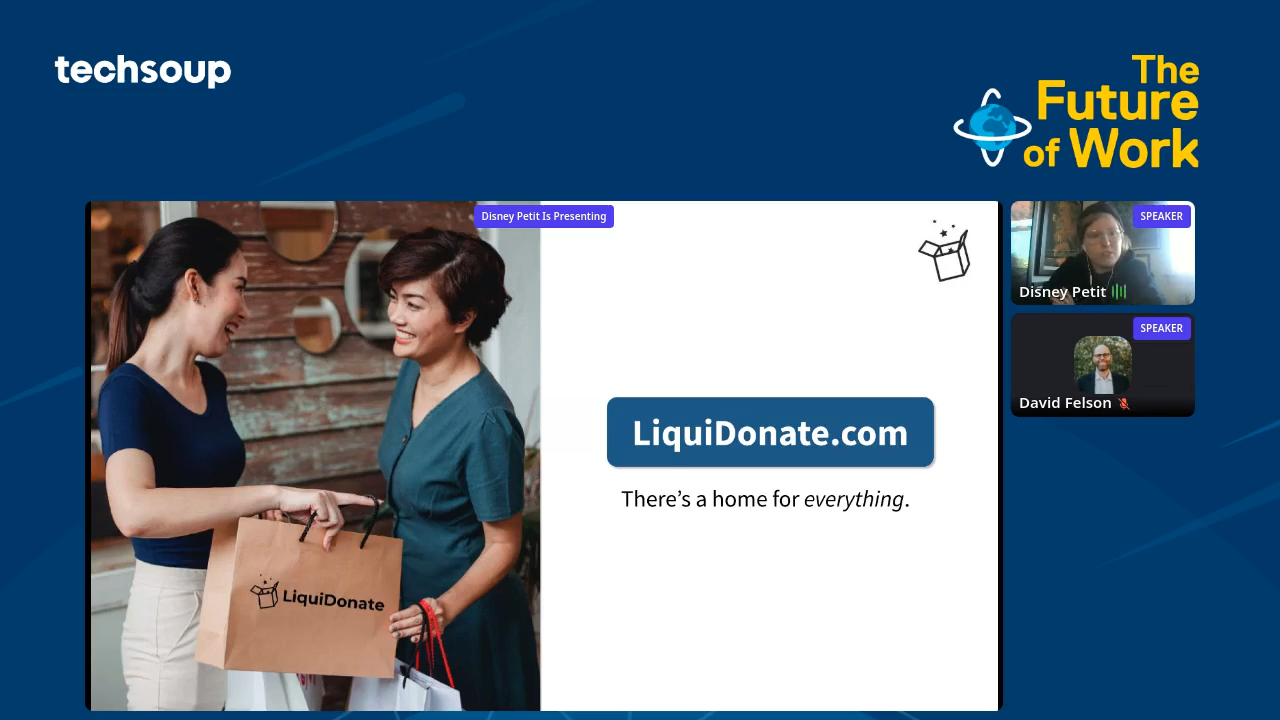 techsoup
The
Future
of Work
Disney Petit Is Presenting
SPEAKER
Disney Petit
SPEAKER
David Felson
LiquiDonate.com
There’s a home for everything.
LiquiDonate